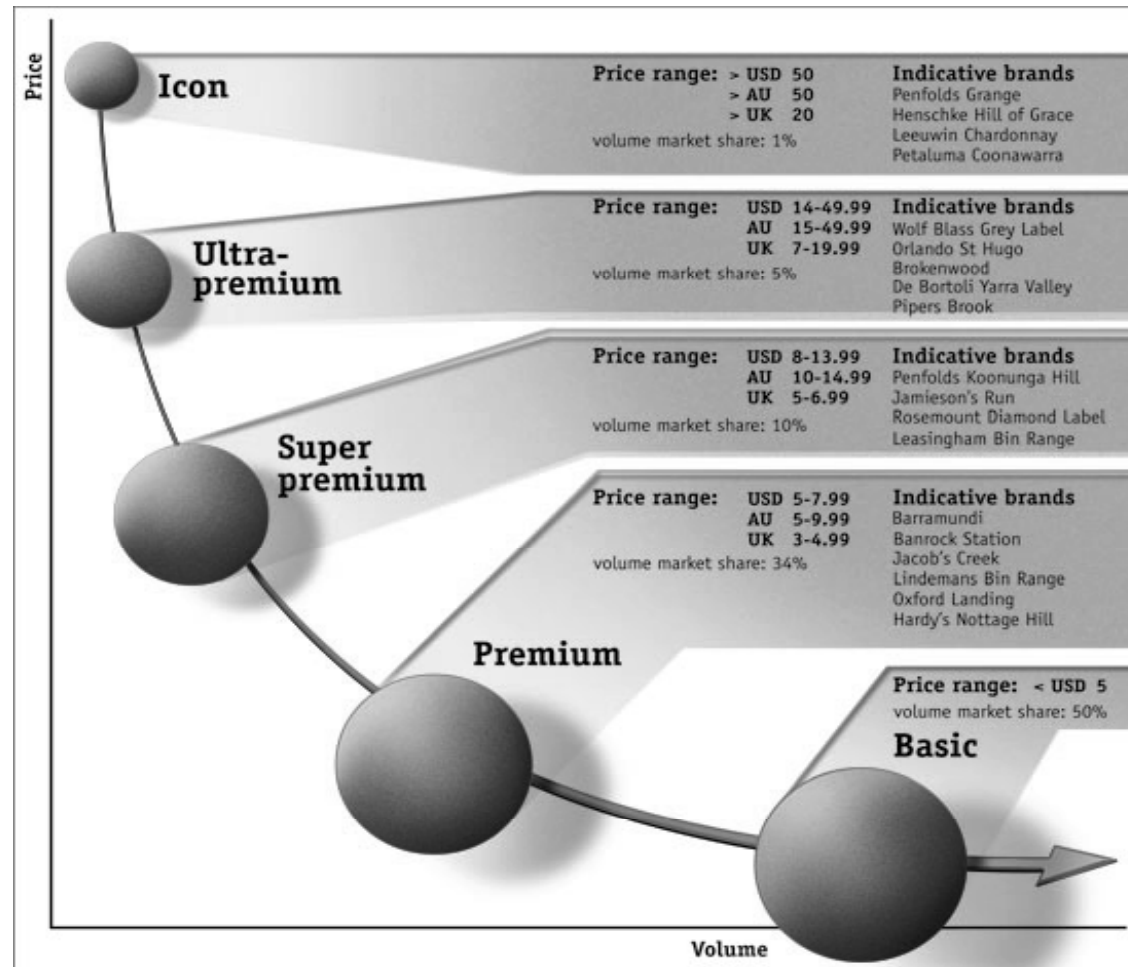 Price
Icon
Price range: > USD 50
> AU 50
> UK 20
volume market share: 1%
Indicative brands
Penfolds Grange
Henschke Hill of Grace
Leeuwin Chardonnay
Petaluma Coonawarra
Ultra-
premium
Price range: USD 14-49.99
AU 15-49.99
UK 7-19.99
volume market share: 5%
Indicative brands
Wolf Blass Grey Label
Orlando St Hugo
Brokenwood
De Bortoli Yarra Valley
Pipers Brook
Super
premium
Price range: USD 8-13.99
AU 10-14.99
UK 5-6.99
volume market share: 10%
Indicative brands
Penfolds Koonunga Hill
Jamieson's Run
Rosemount Diamond Label
Leasingham Bin Range
Premium
Price range: USD 5-7.99
AU 5-9.99
UK 3-4.99
volume market share: 34%
Indicative brands
Barramundi
Banrock Station
Jacob's Creek
Lindemans Bin Range
Oxford Landing
Hardy's Nottage Hill
Price range: < USD 5
volume market share: 50%
Basic
Volume